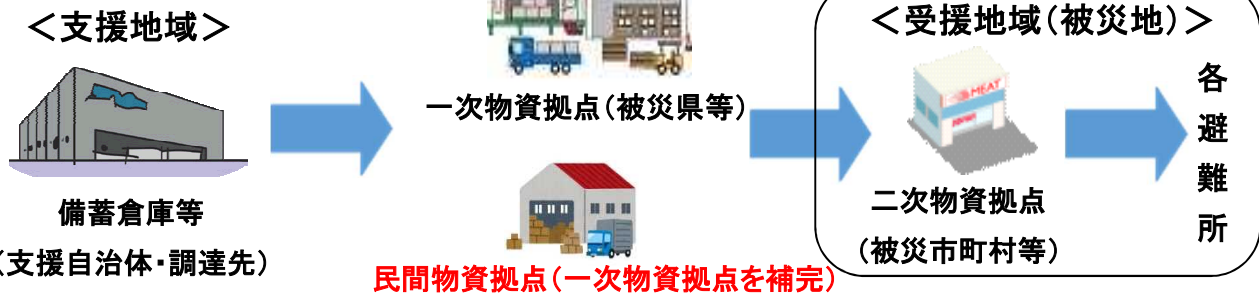 ＜支援地域＞
備蓄倉庫等
（支援自治体・調達先）
一次物資拠点（被災県等）
民間物資拠点（一次物資拠点を補完）
＜受援地域（被災地）＞
MEAT
二次物資拠点
（被災市町村等）
各避難所